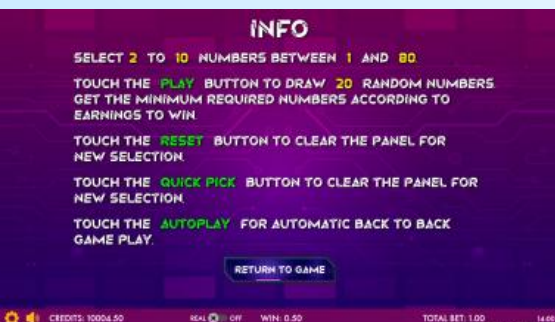 INFO
SELECT 2 TO 10 NUMBERS BETWEEN 1 AND 80.
TOUCH THE PLAY BUTTON TO DRAW 20 RANDOM NUMBERS.
GET THE MINIMUM REQUIRED NUMBERS ACCORDING TO
EARNINGS TO WIN.
TOUCH THE RESET BUTTON TO CLEAR THE PANEL FOR
NEW SELECTION.
TOUCH THE QUICK PICK BUTTON TO CLEAR THE PANEL FOR
NEW SELECTION.
TOUCH THE AUTOPLAY FOR AUTOMATIC BACK TO BACK
GAME PLAY.
RETURN TO GAME
CREDITS: 10004.50 REAL OFF WIN: 0.50 TOTAL BET: 1.00